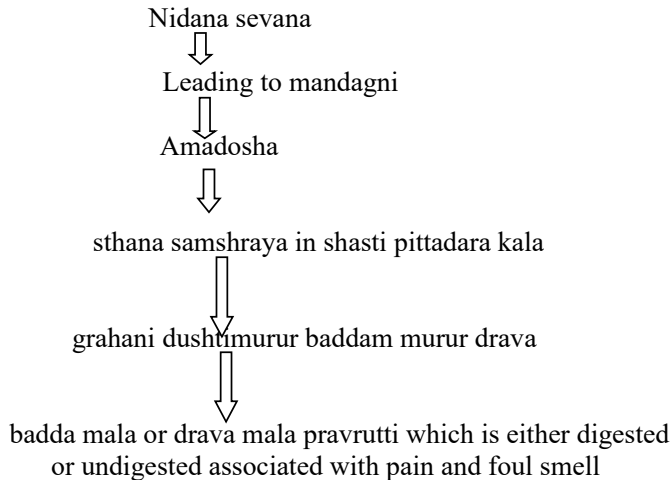 Nidana sevana
Leading to mandagni
Amadosha
sthana samshraya in shasti pittadara kala
grahani dushtimurur baddam murur drava
badda mala or drava mala pravrutti which is either digested
or undigested associated with pain and foul smell